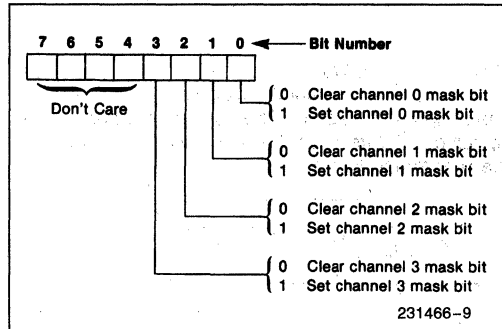 7 6 5 4 3 2 1 0 Bit Number
Don't Care
0 Clear channel 0 mask bit
1 Set channel 0 mask bit
0 Clear channel 1 mask bit
1 Set channel 1 mask bit
0 Clear channel 2 mask bit
1 Set channel 2 mask bit
0 Clear channel 3 mask bit
1 Set channel 3 mask bit
231466-9